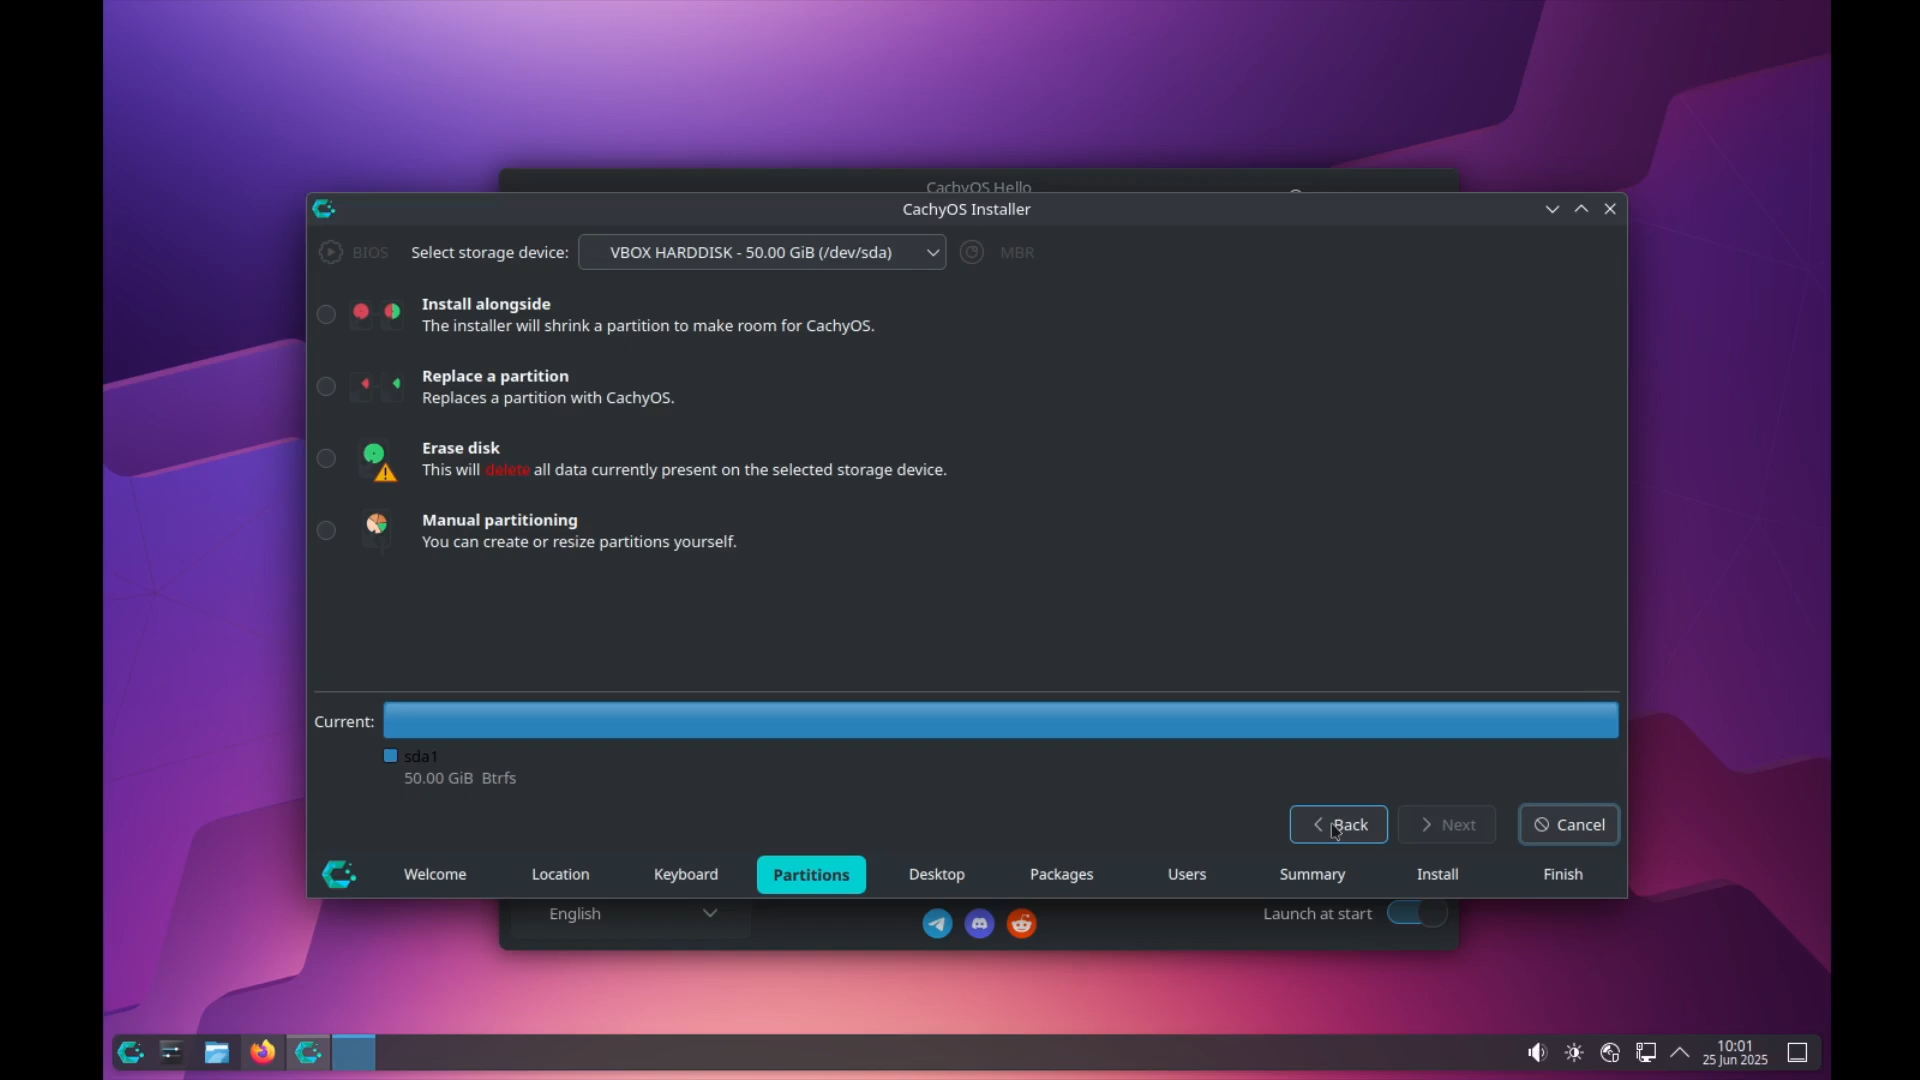 CachyOS Hello
CachyOS Installer
BIOS
Select storage device:
VBOX HARDDISK - 50.00 GiB (/dev/sda)
MBR
Install alongside
The installer will shrink a partition to make room for CachyOS.
Replace a partition
Replaces a partition with CachyOS.
Erase disk
This will delete all data currently present on the selected storage device.
Manual partitioning
You can create or resize partitions yourself.
Current:
sda1
50.00 GiB Btrfs
Back
Next
Cancel
Welcome
Location
Keyboard
Partitions
Desktop
Packages
Users
Summary
Install
Finish
English
Launch at start
10:01
25 Jun 2025